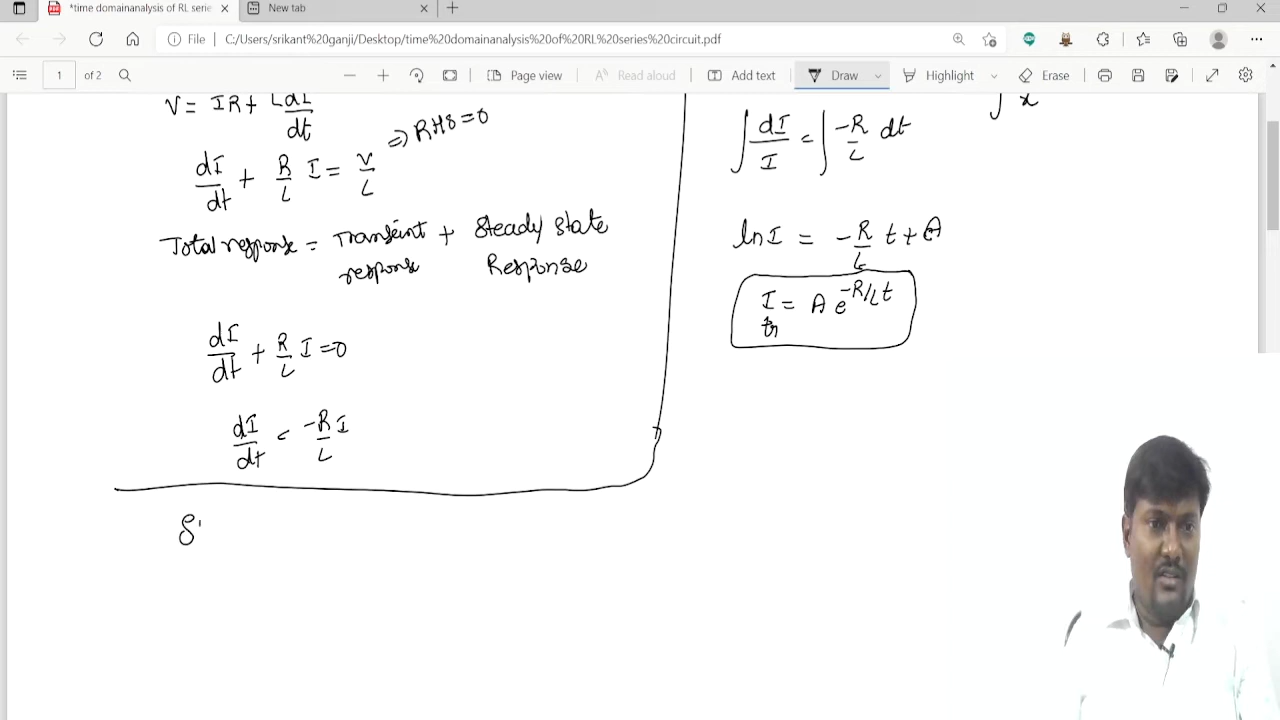 *time domainanalysis of RL serie
New tab
File
C:/Users/srikant%20ganji/Desktop/time%20domainanalysis%20of%20RL%20series%20circuit.pdf
1 of 2
Page view
Read aloud
Add text
Draw
Highlight
Erase
V = IR + L dI/dt
dI/dt + R/L I = V/L ⇒ RHS = 0
Total response = Transient response + Steady state Response
dI/dt + R/L I = 0
dI/dt = -R/L I
∫ dI/I = ∫ -R/L dt
∫ x
ln I = -R/L t + A
I tr = A e^-R/L t
S